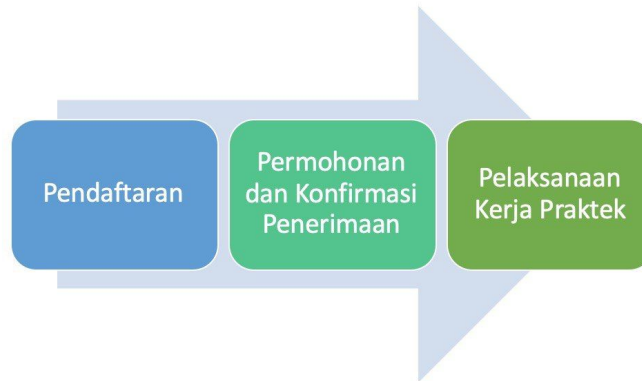 Pendaftaran
Permohonan
dan Konfirmasi
Penerimaan
Pelaksanaan
Kerja Praktek